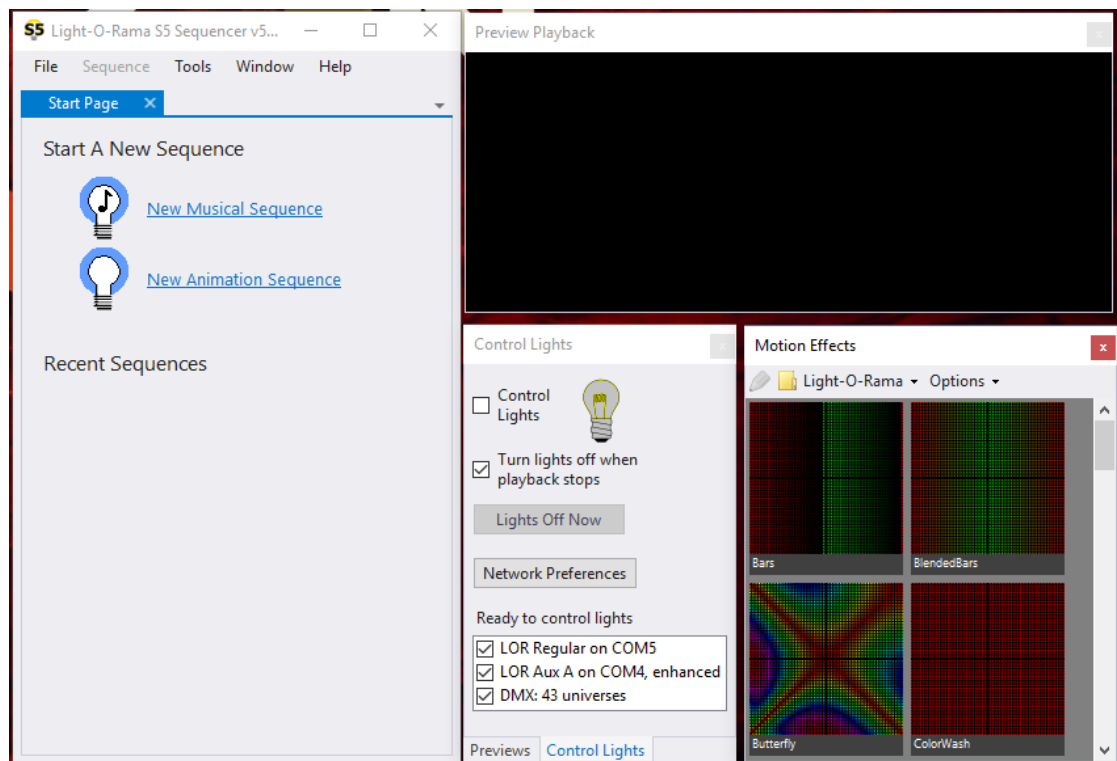 S5 Light-O-Rama S5 Sequencer v5...
File Sequence Tools Window Help
Start Page
Start A New Sequence
New Musical Sequence
New Animation Sequence
Recent Sequences
Preview Playback
Control Lights
Control
Lights
Turn lights off when
playback stops
Lights Off Now
Network Preferences
Ready to control lights
LOR Regular on COM5
LOR Aux A on COM4, enhanced
DMX: 43 universes
Previews Control Lights
Motion Effects
Light-O-Rama Options
Bars BlendedBars
Butterfly ColorWash